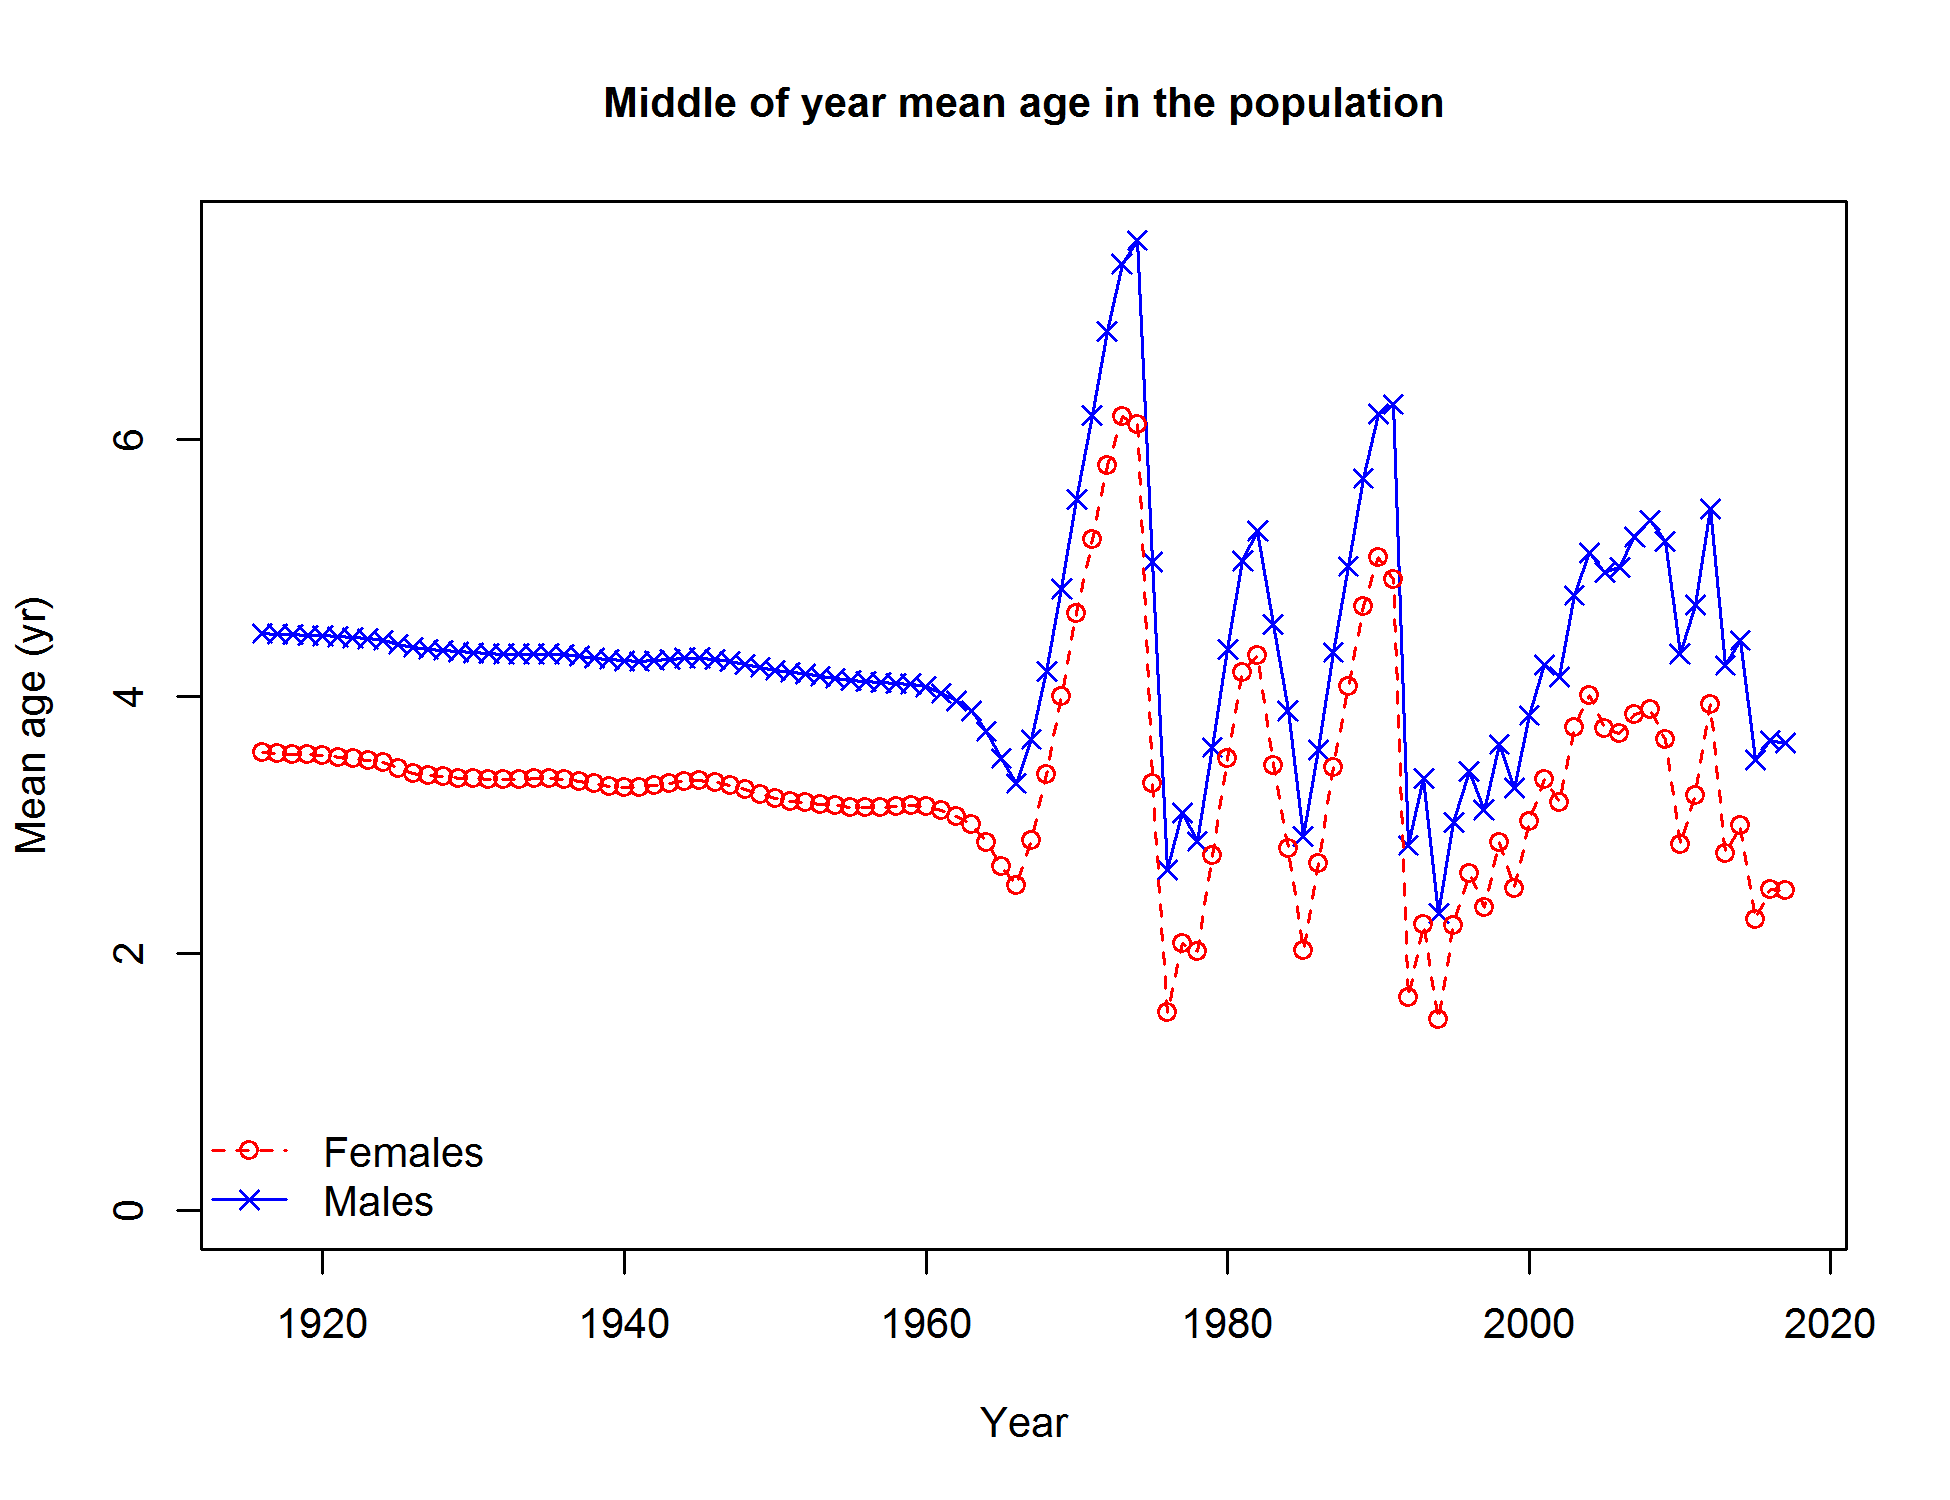 Middle of year mean age in the population
Mean age (yr)
6
4
2
0
Females
Males
1920
1940
1960
1980
2000
2020
Year